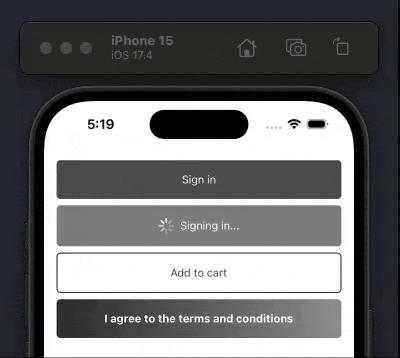 iPhone 15
iOS 17.4
5:19
Sign in
Signing in...
Add to cart
I agree to the terms and conditions